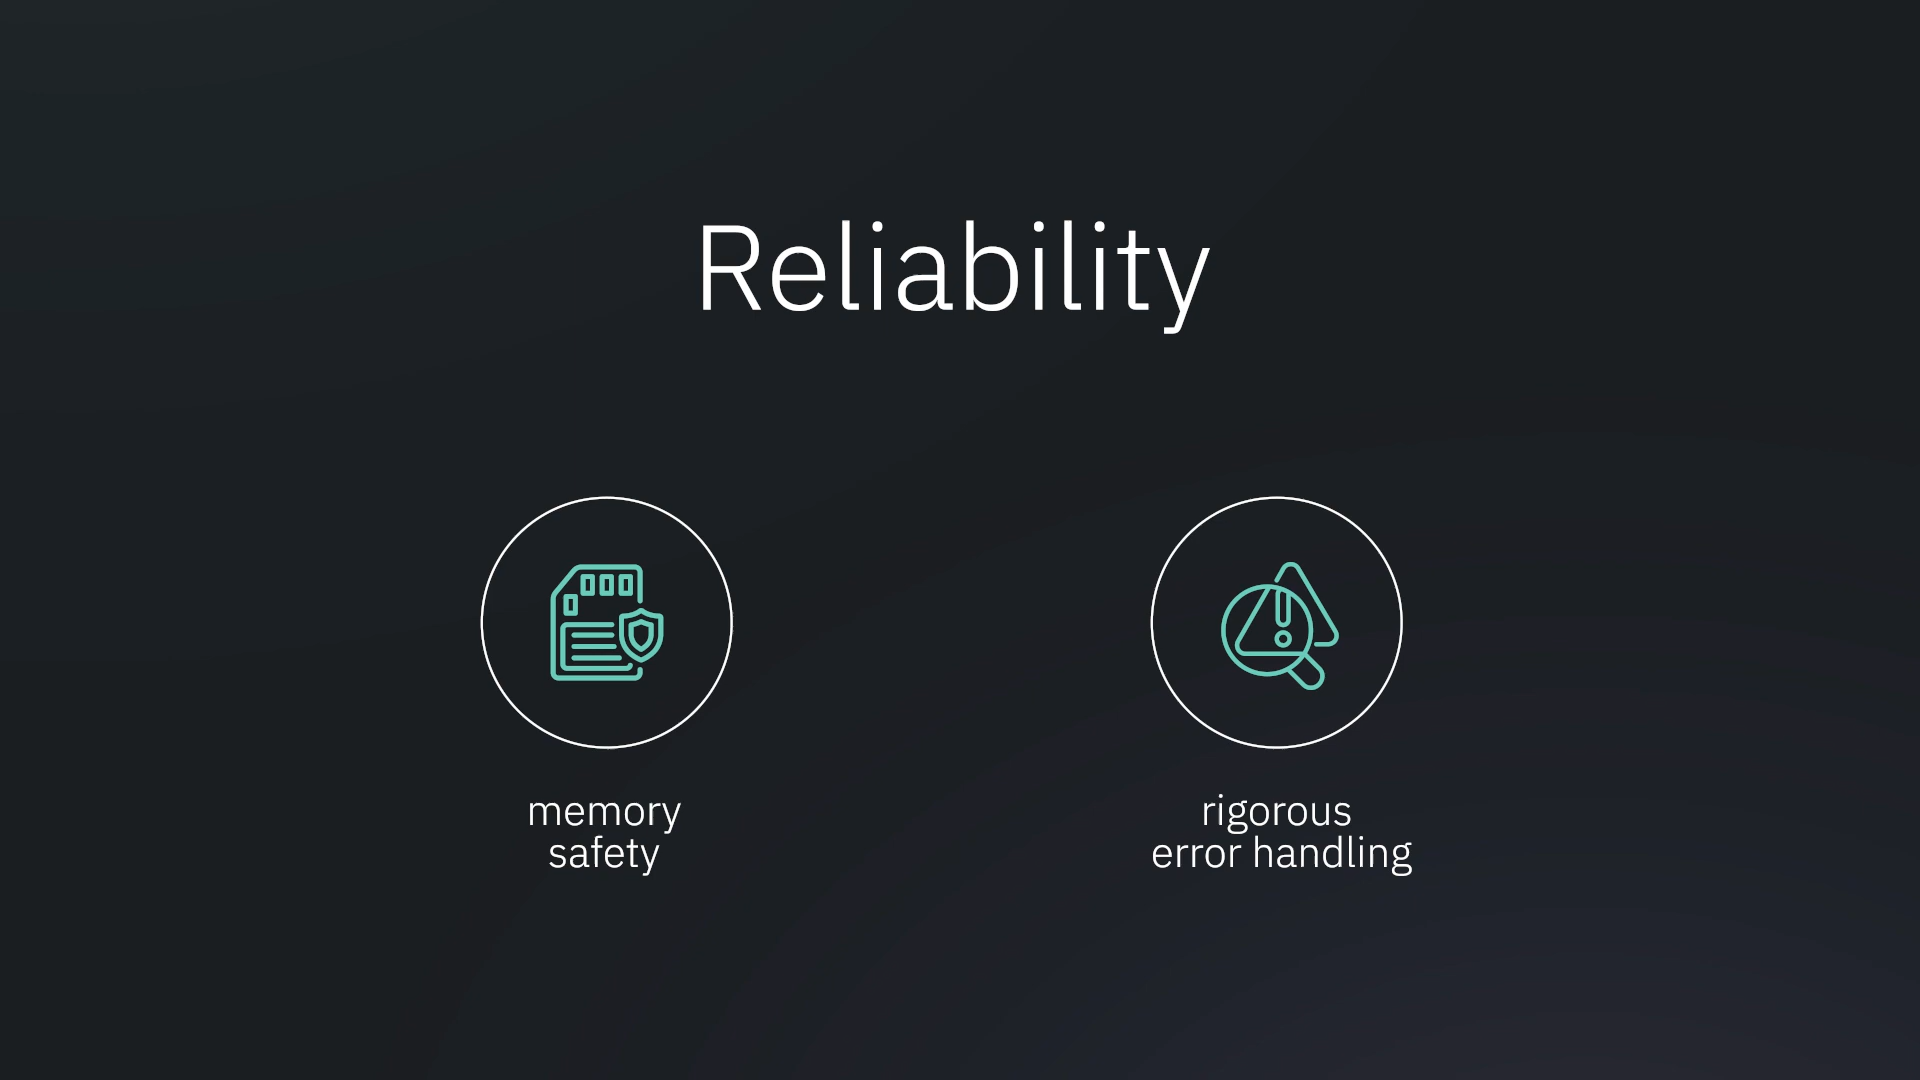 Reliability
memory
safety
rigorous
error handling